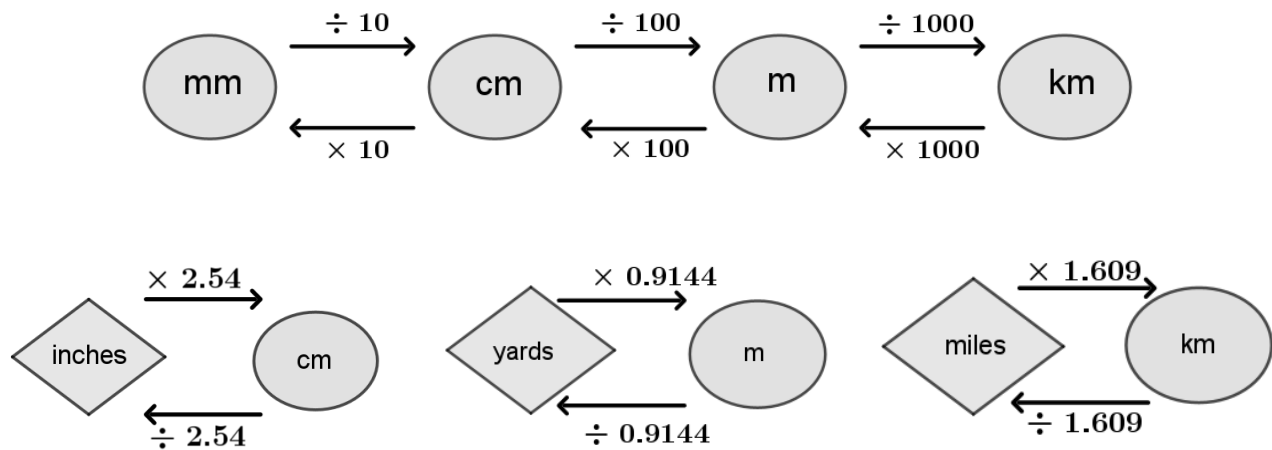 ÷ 10 ÷ 100 ÷ 1000
mm cm m km
× 10 × 100 × 1000
× 2.54 × 0.9144 × 1.609
inches cm yards m miles km
÷ 2.54 ÷ 0.9144 ÷ 1.609